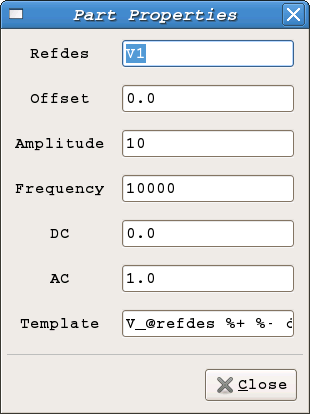 Part Properties
Refdes V1
Offset 0.0
Amplitude 10
Frequency 10000
DC 0.0
AC 1.0
Template V_@refdes %+ %-
Close